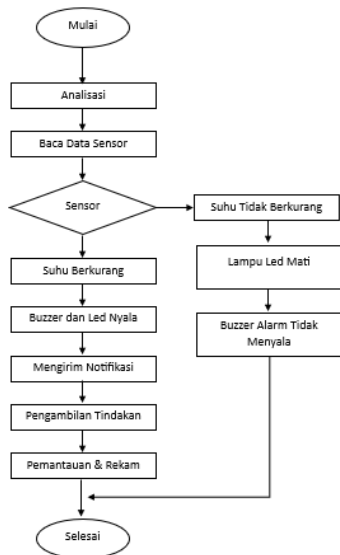 Mulai
Analisasi
Baca Data Sensor
Sensor
Suhu Tidak Berkurang
Suhu Berkurang
Lampu Led Mati
Buzzer dan Led Nyala
Buzzer Alarm Tidak
Menyala
Mengirim Notifikasi
Pengambilan Tindakan
Pemantauan & Rekam
Selesai